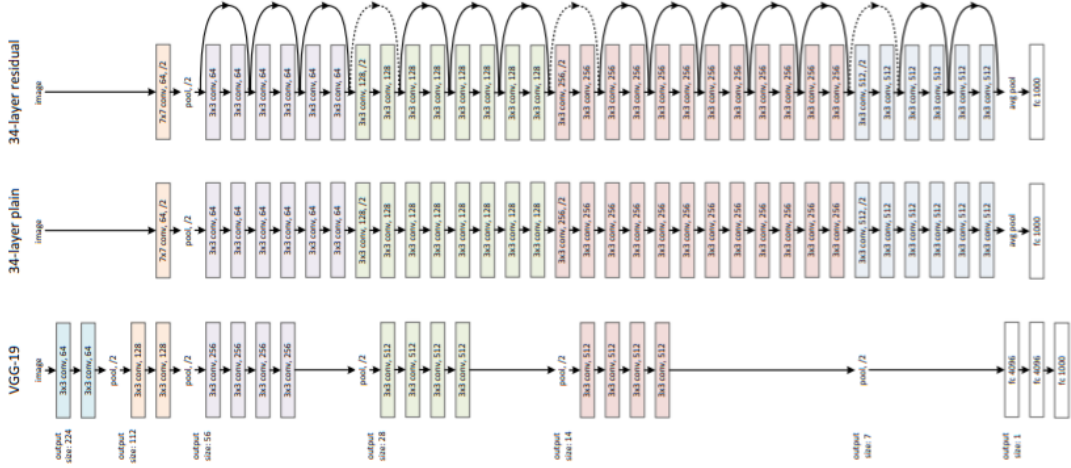 output
size: 224
output
size: 112
output
size: 56
output
size: 28
output
size: 14
output
size: 7
output
size: 1
VGG-19
image
3x3 conv, 64
3x3 conv, 64
pool, /2
3x3 conv, 128
3x3 conv, 128
pool, /2
3x3 conv, 256
3x3 conv, 256
3x3 conv, 256
3x3 conv, 256
pool, /2
3x3 conv, 512
3x3 conv, 512
3x3 conv, 512
3x3 conv, 512
pool, /2
3x3 conv, 512
3x3 conv, 512
3x3 conv, 512
3x3 conv, 512
pool, /2
fc 4096
fc 4096
fc 1000
34-layer plain
image
7x7 conv, 64, /2
pool, /2
3x3 conv, 64
3x3 conv, 64
3x3 conv, 64
3x3 conv, 64
3x3 conv, 64
3x3 conv, 64
3x3 conv, 128, /2
3x3 conv, 128
3x3 conv, 128
3x3 conv, 128
3x3 conv, 128
3x3 conv, 128
3x3 conv, 128
3x3 conv, 128
3x3 conv, 256, /2
3x3 conv, 256
3x3 conv, 256
3x3 conv, 256
3x3 conv, 256
3x3 conv, 256
3x3 conv, 256
3x3 conv, 256
3x3 conv, 256
3x3 conv, 256
3x3 conv, 256
3x3 conv, 256
3x3 conv, 512, /2
3x3 conv, 512
3x3 conv, 512
3x3 conv, 512
3x3 conv, 512
3x3 conv, 512
avg pool
fc 1000
34-layer residual
image
7x7 conv, 64, /2
pool, /2
3x3 conv, 64
3x3 conv, 64
3x3 conv, 64
3x3 conv, 64
3x3 conv, 64
3x3 conv, 64
3x3 conv, 128, /2
3x3 conv, 128
3x3 conv, 128
3x3 conv, 128
3x3 conv, 128
3x3 conv, 128
3x3 conv, 128
3x3 conv, 128
3x3 conv, 256, /2
3x3 conv, 256
3x3 conv, 256
3x3 conv, 256
3x3 conv, 256
3x3 conv, 256
3x3 conv, 256
3x3 conv, 256
3x3 conv, 256
3x3 conv, 256
3x3 conv, 256
3x3 conv, 256
3x3 conv, 512, /2
3x3 conv, 512
3x3 conv, 512
3x3 conv, 512
3x3 conv, 512
3x3 conv, 512
avg pool
fc 1000